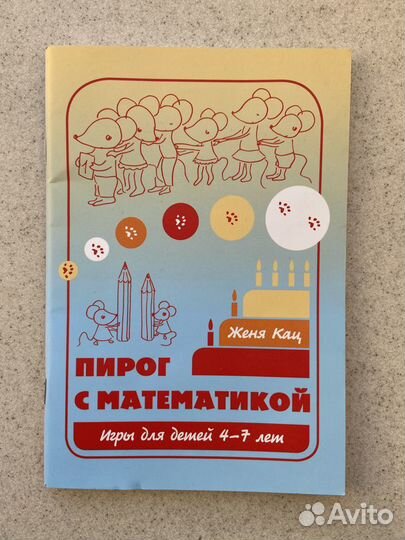 Женя Кац
ПИРОГ
С МАТЕМАТИКОЙ
Игры для детей 4–7 лет
Avito